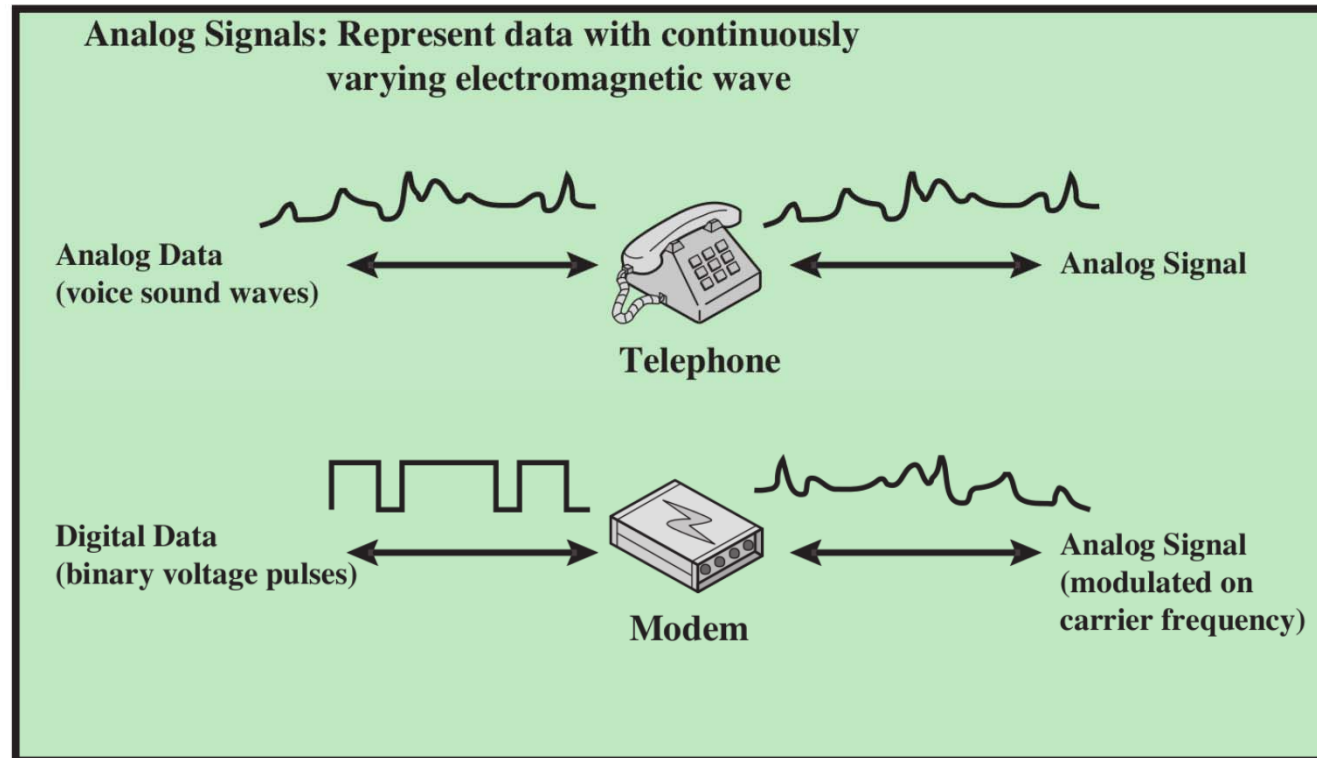 Analog Signals: Represent data with continuously
varying electromagnetic wave
Analog Data
(voice sound waves)
Analog Signal
Telephone
Digital Data
(binary voltage pulses)
Analog Signal
(modulated on
carrier frequency)
Modem